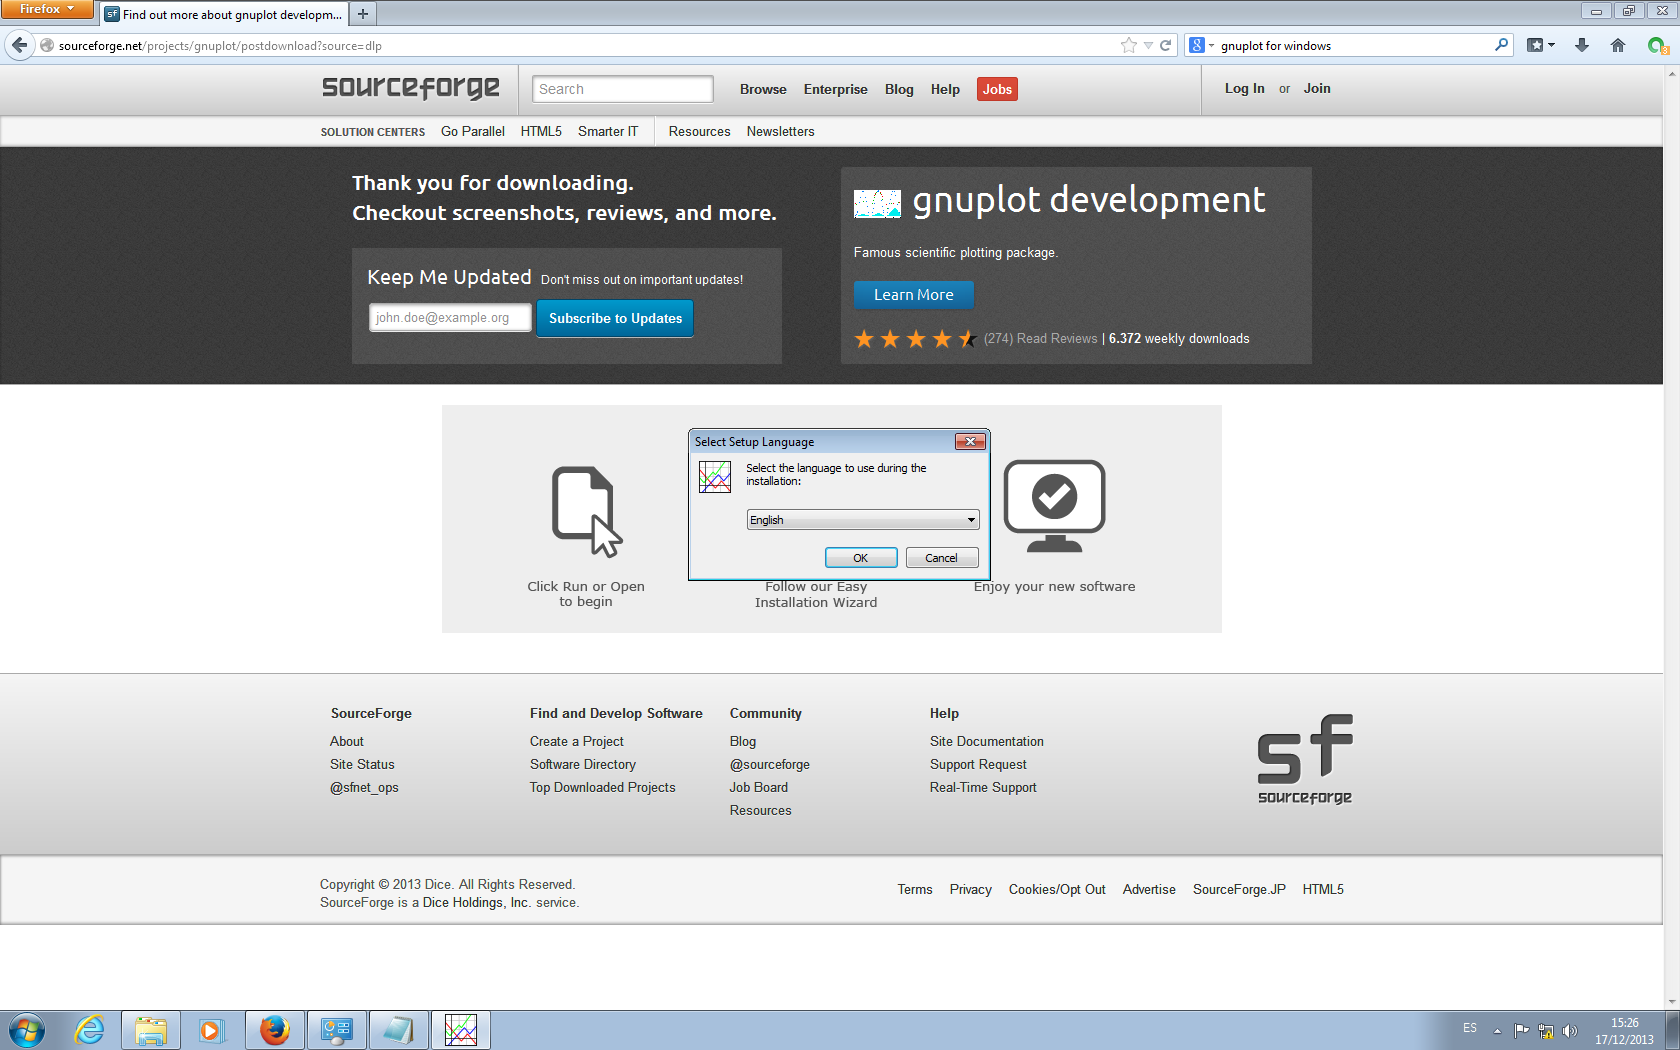 Firefox
Find out more about gnuplot developm...
sourceforge.net/projects/gnuplot/postdownload?source=dlp
gnuplot for windows
sourceforge
Search
Browse
Enterprise
Blog
Help
Jobs
Log In or Join
SOLUTION CENTERS
Go Parallel
HTML5
Smarter IT
Resources
Newsletters
Thank you for downloading.
Checkout screenshots, reviews, and more.
Keep Me Updated Don't miss out on important updates!
john.doe@example.org
Subscribe to Updates
gnuplot development
Famous scientific plotting package.
Learn More
(274) Read Reviews | 6.372 weekly downloads
Select Setup Language
Select the language to use during the
installation:
English
OK
Cancel
Click Run or Open
to begin
Follow our Easy
Installation Wizard
Enjoy your new software
SourceForge
About
Site Status
@sfnet_ops
Find and Develop Software
Create a Project
Software Directory
Top Downloaded Projects
Community
Blog
@sourceforge
Job Board
Resources
Help
Site Documentation
Support Request
Real-Time Support
sf
sourceforge
Copyright © 2013 Dice. All Rights Reserved.
SourceForge is a Dice Holdings, Inc. service.
Terms
Privacy
Cookies/Opt Out
Advertise
SourceForge.JP
HTML5
ES
15:26
17/12/2013